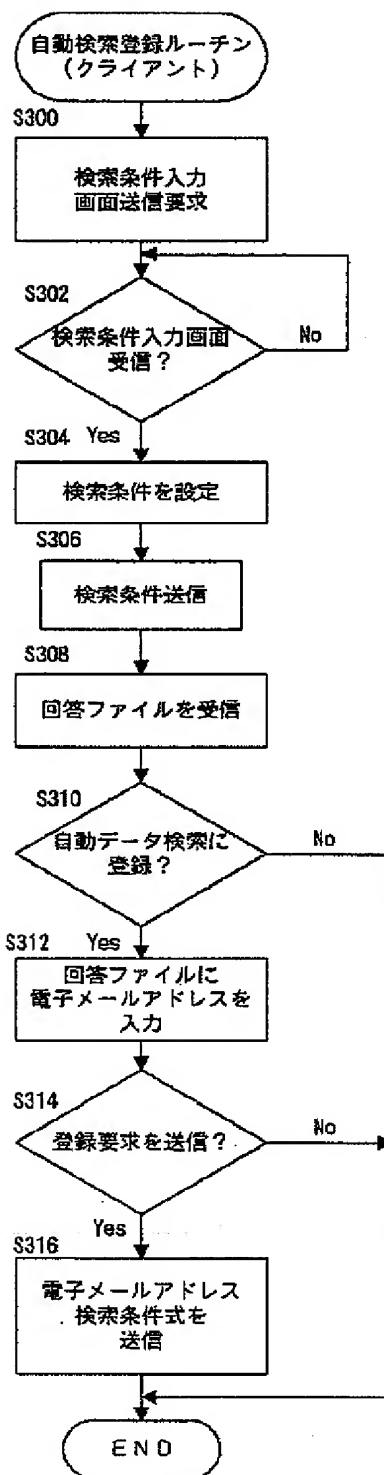 自動検索登録ルーチン
(クライアント)
S300
検索条件入力
画面送信要求
S302
検索条件入力画面
受信?
No
S304 Yes
検索条件を設定
S306
検索条件送信
S308
回答ファイルを受信
S310
自動データ検索に
登録?
No
S312 Yes
回答ファイルに
電子メールアドレスを
入力
S314
登録要求を送信?
No
Yes
S316
電子メールアドレス
検索条件式を
送信
END